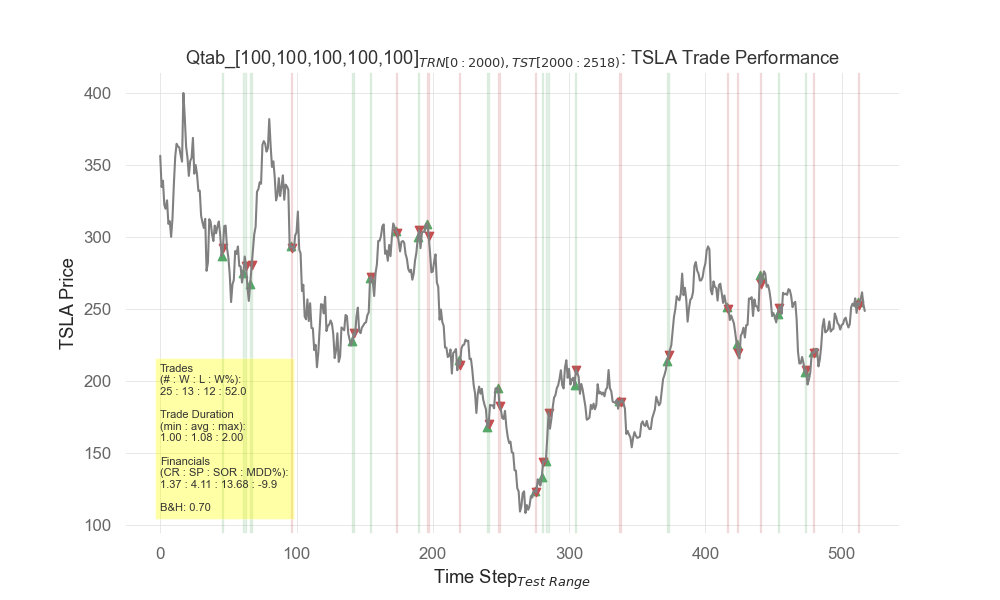 Qtab_[100,100,100,100,100]TRN[0 : 2000), TST[2000 : 2518): TSLA Trade Performance
400
350
300
250
200
150
100
TSLA Price
Trades
(# : W : L : W%):
25 : 13 : 12 : 52.0
Trade Duration
(min : avg : max):
1.00 : 1.08 : 2.00
Financials
(CR : SP : SOR : MDD%):
1.37 : 4.11 : 13.68 : -9.9
B&H: 0.70
0 100 200 300 400 500
Time StepTest Range